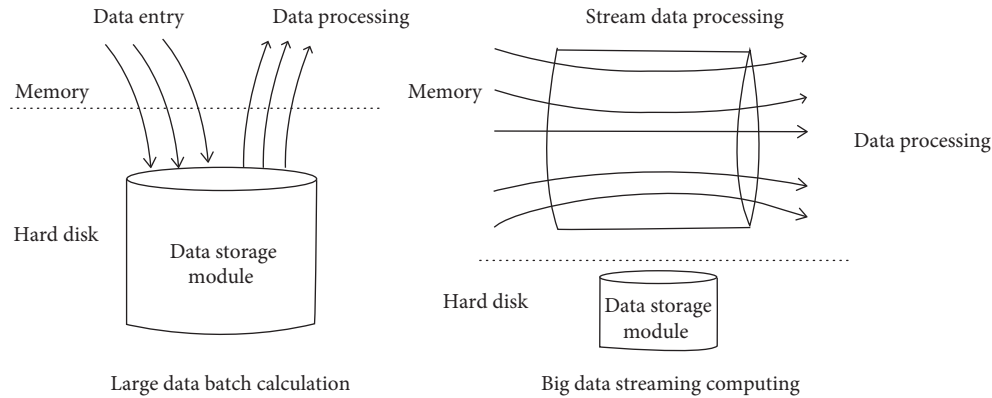 Data entry
Data processing
Memory
Hard disk
Data storage
module
Large data batch calculation
Stream data processing
Memory
Data processing
Hard disk
Data storage
module
Big data streaming computing